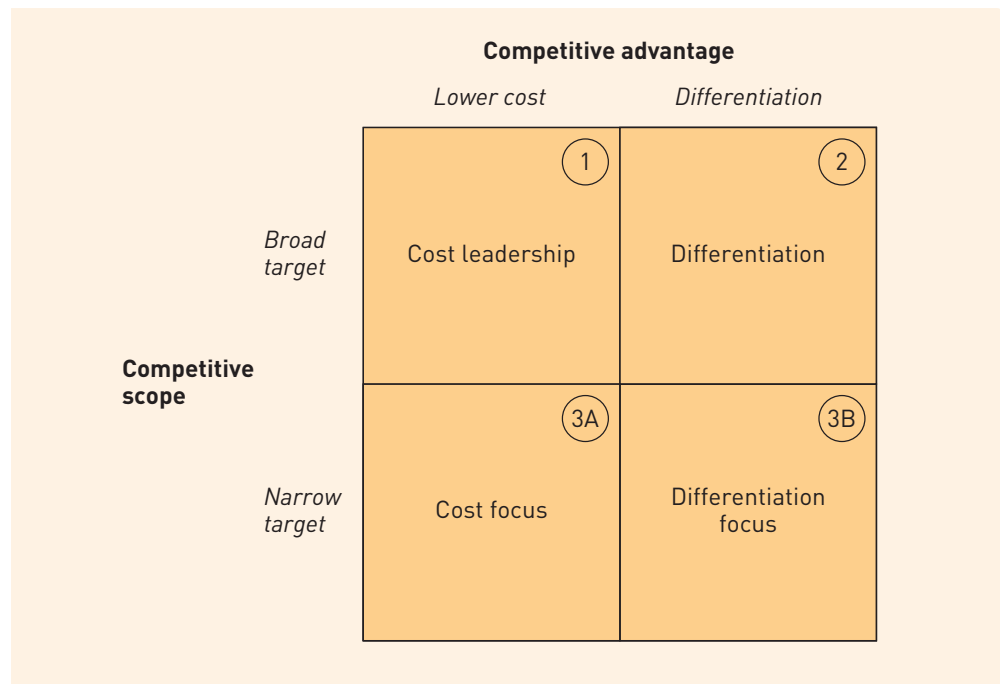 Competitive advantage
Lower cost
Differentiation
1
2
Broad
target
Cost leadership
Differentiation
Competitive
scope
3A
3B
Narrow
target
Cost focus
Differentiation
focus